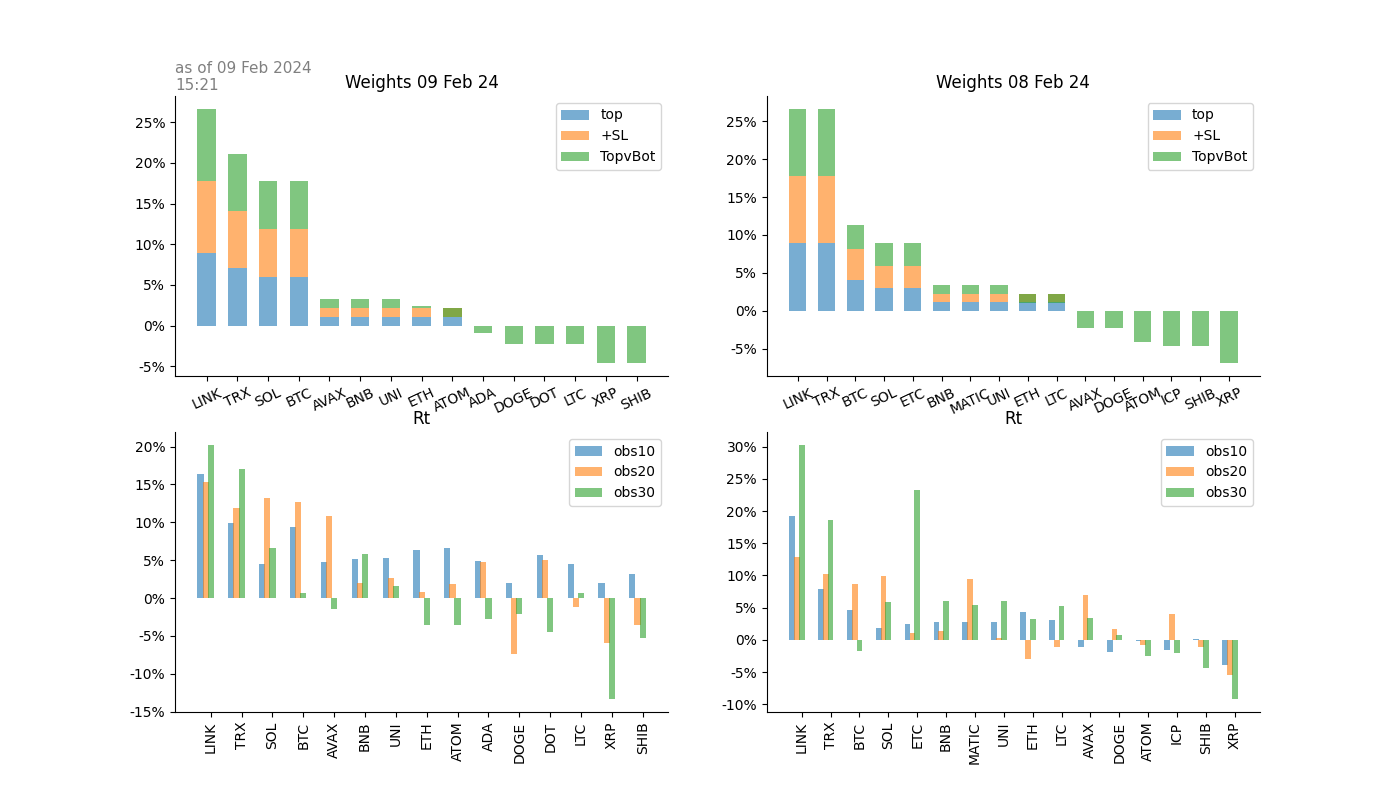 as of 09 Feb 2024
15:21
Weights 09 Feb 24
25%
20%
15%
10%
5%
0%
-5%
top
+SL
TopvBot
LINK TRX SOL BTC AVAX BNB UNI ETH ATOM ADA DOGE DOT LTC XRP SHIB
Weights 08 Feb 24
25%
20%
15%
10%
5%
0%
-5%
top
+SL
TopvBot
LINK TRX BTC SOL ETC BNB MATIC UNI ETH LTC AVAX DOGE ATOM ICP SHIB XRP
Rt
20%
15%
10%
5%
0%
-5%
-10%
-15%
obs10
obs20
obs30
LINK TRX SOL BTC AVAX BNB UNI ETH ATOM ADA DOGE DOT LTC XRP SHIB
Rt
30%
25%
20%
15%
10%
5%
0%
-5%
-10%
obs10
obs20
obs30
LINK TRX BTC SOL ETC BNB MATIC UNI ETH LTC AVAX DOGE ATOM ICP SHIB XRP